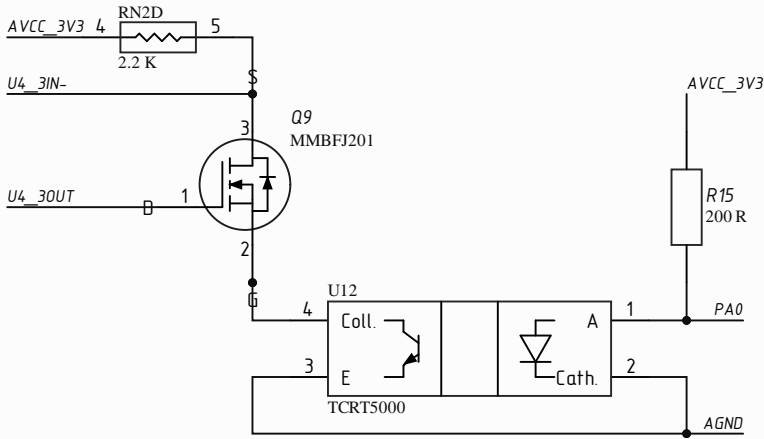 RN2D
AVCC_3V3 4 5
2.2 K
S
U4_3IN-
AVCC_3V3
Q9
3
MMBFJ201
1
U4_3OUT
D
R15
200 R
2
G
U12
4 Coll. A 1 PA0
3 E Cath. 2
TCRT5000
AGND